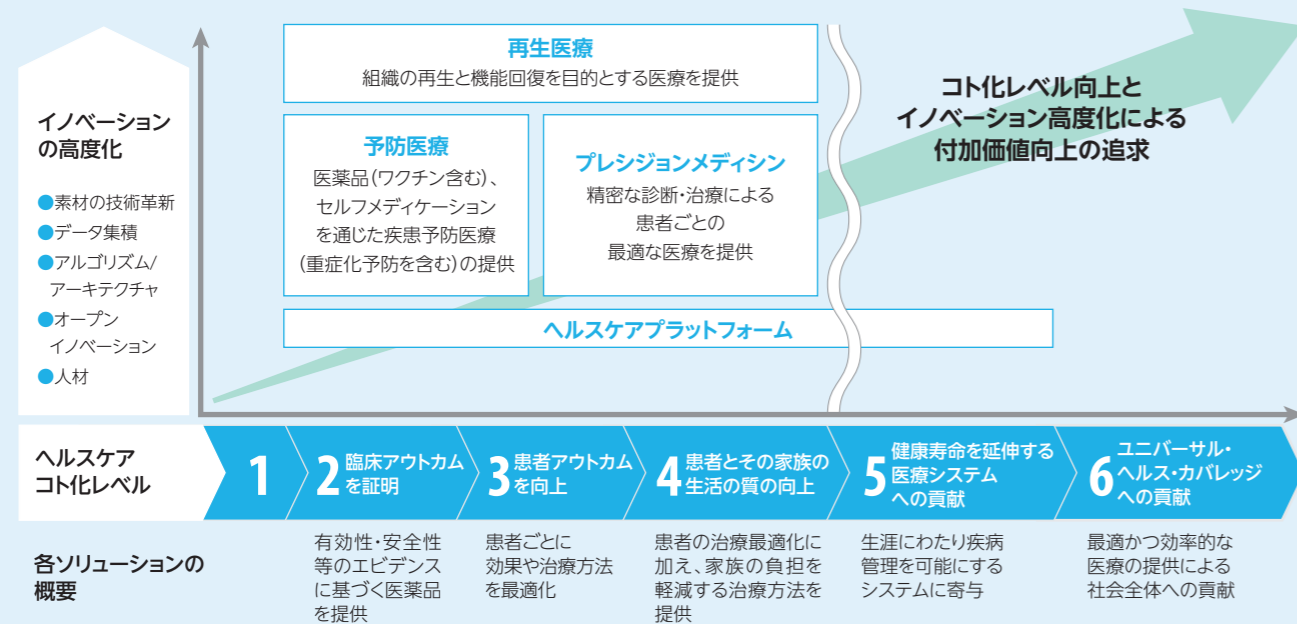 イノベーション
の高度化
●素材の技術革新
●データ集積
●アルゴリズム/
アーキテクチャ
●オープン
イノベーション
●人材
再生医療
組織の再生と機能回復を目的とする医療を提供
予防医療
医薬品(ワクチン含む)、
セルフメディケーション
を通じた疾患予防医療
(重症化予防を含む)の提供
プレシジョンメディシン
精密な診断・治療による
患者ごとの
最適な医療を提供
ヘルスケアプラットフォーム
コト化レベル向上と
イノベーション高度化による
付加価値向上の追求
ヘルスケア
コト化レベル
1
2 臨床アウトカム
を証明
3 患者アウトカム
を向上
4 患者とその家族の
生活の質の向上
5 健康寿命を延伸する
医療システム
への貢献
6 ユニバーサル・
ヘルス・カバレッジ
への貢献
各ソリューションの
概要
有効性・安全性
等のエビデンス
に基づく医薬品
を提供
患者ごとに
効果や治療方法
を最適化
患者の治療最適化に
加え、家族の負担を
軽減する治療方法を
提供
生涯にわたり疾病
管理を可能にする
システムに寄与
最適かつ効率的な
医療の提供による
社会全体への貢献